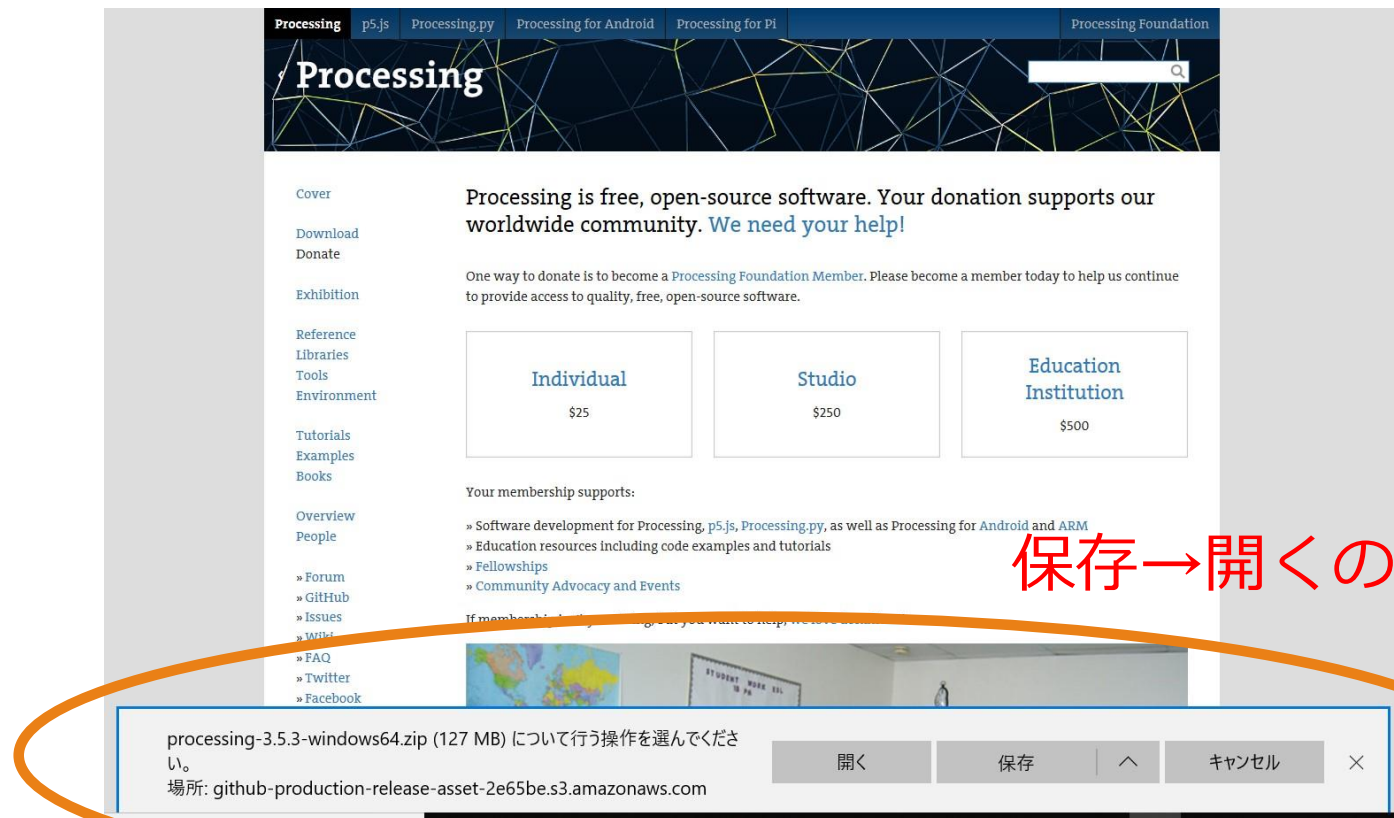 Processing p5.js Processing.py Processing for Android Processing for Pi Processing Foundation
Processing
Cover
Download
Donate
Exhibition
Reference
Libraries
Tools
Environment
Tutorials
Examples
Books
Overview
People
» Forum
» GitHub
» Issues
» Wiki
» FAQ
» Twitter
» Facebook
Processing is free, open-source software. Your donation supports our
worldwide community. We need your help!
One way to donate is to become a Processing Foundation Member. Please become a member today to help us continue
to provide access to quality, free, open-source software.
Individual
$25
Studio
$250
Education
Institution
$500
Your membership supports:
» Software development for Processing, p5.js, Processing.py, as well as Processing for Android and ARM
» Education resources including code examples and tutorials
» Fellowships
» Community Advocacy and Events
保存→開くの
If you want to help,
STUDENT WORK
processing-3.5.3-windows64.zip (127 MB) について行う操作を選んでくださ
い。
場所: github-production-release-asset-2e65be.s3.amazonaws.com
開く
保存
キャンセル